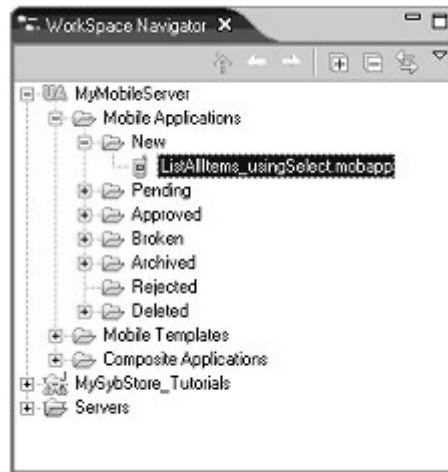 WorkSpace Navigator
MyMobileServer
Mobile Applications
New
ListAllItems_usingSelect.mobapp
Pending
Approved
Broken
Archived
Rejected
Deleted
Mobile Templates
Composite Applications
MySybStore_Tutorials
Servers